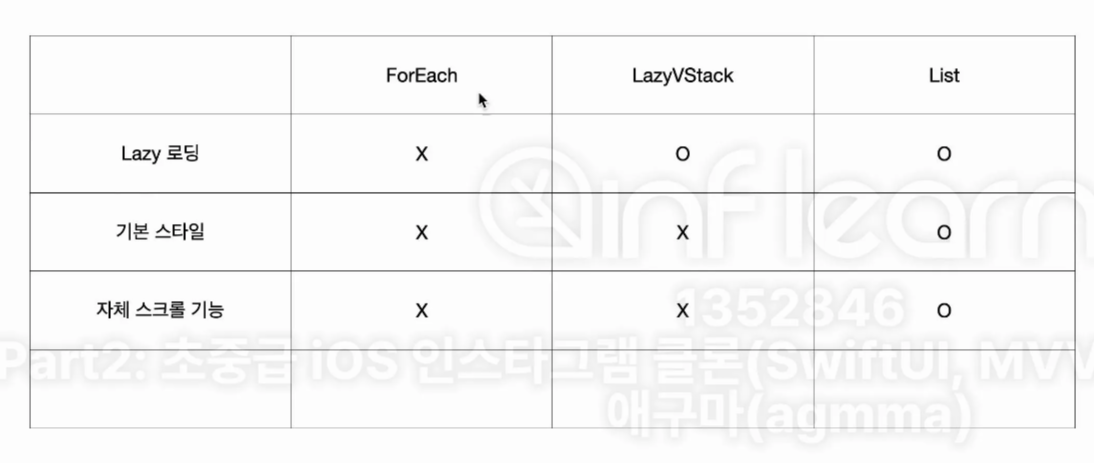 ForEach LazyVStack List
Lazy 로딩 X O O
기본 스타일 X X O
자체 스크롤 기능 X X O
inflearn
1352846
Part2: 초중급 iOS 인스타그램 클론(SwiftUI, MVV
애구마(agmma)